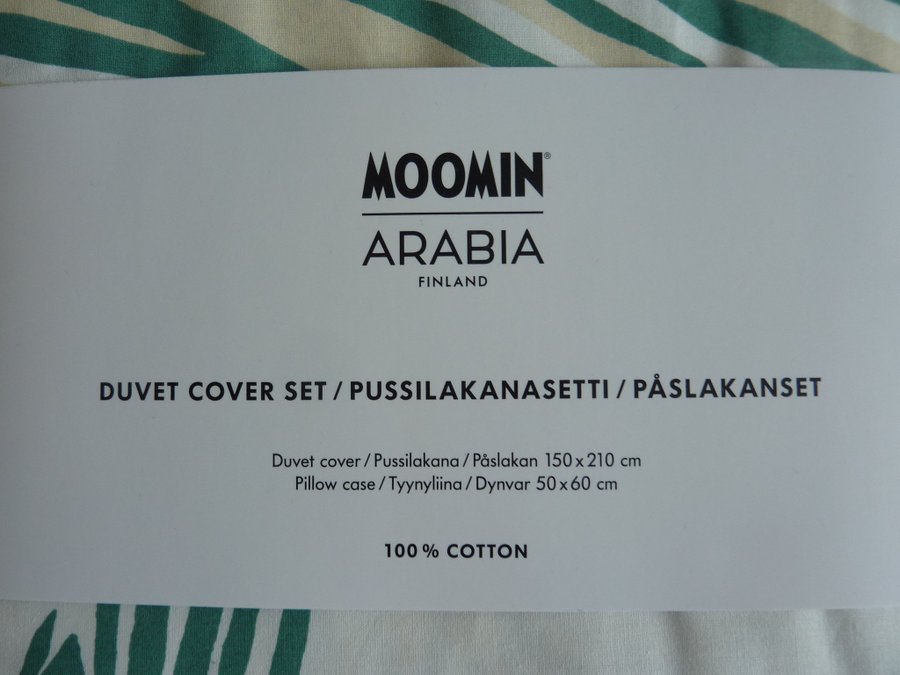 MOOMIN®
ARABIA
FINLAND
DUVET COVER SET / PUSSILAKANASETTI / PÅSLAKANSET
Duvet cover / Pussilakana / Påslakan 150 x 210 cm
Pillow case / Tyynyliina / Dynvar 50 x 60 cm
100 % COTTON